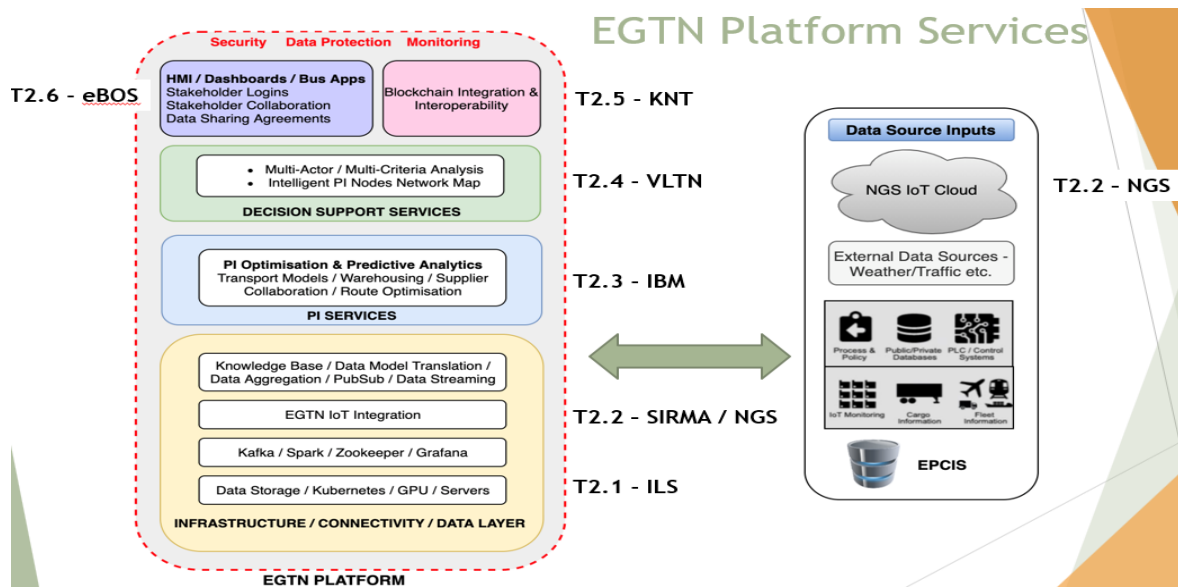 EGTN Platform Services
Security Data Protection Monitoring
T2.6 - eBOS
HMI / Dashboards / Bus Apps
Stakeholder Logins
Stakeholder Collaboration
Data Sharing Agreements
Blockchain Integration &
Interoperability
T2.5 - KNT
• Multi-Actor / Multi-Criteria Analysis
• Intelligent PI Nodes Network Map
DECISION SUPPORT SERVICES
T2.4 - VLTN
PI Optimisation & Predictive Analytics
Transport Models / Warehousing / Supplier
Collaboration / Route Optimisation
PI SERVICES
T2.3 - IBM
Knowledge Base / Data Model Translation /
Data Aggregation / PubSub / Data Streaming
EGTN IoT Integration
T2.2 - SIRMA / NGS
Kafka / Spark / Zookeeper / Grafana
Data Storage / Kubernetes / GPU / Servers
T2.1 - ILS
INFRASTRUCTURE / CONNECTIVITY / DATA LAYER
EGTN PLATFORM
Data Source Inputs
NGS IoT Cloud
T2.2 - NGS
External Data Sources -
Weather/Traffic etc.
Process &
Policy
Public/Private
Databases
PLC / Control
Systems
IoT Monitoring
Cargo
Information
Fleet
Information
EPCIS